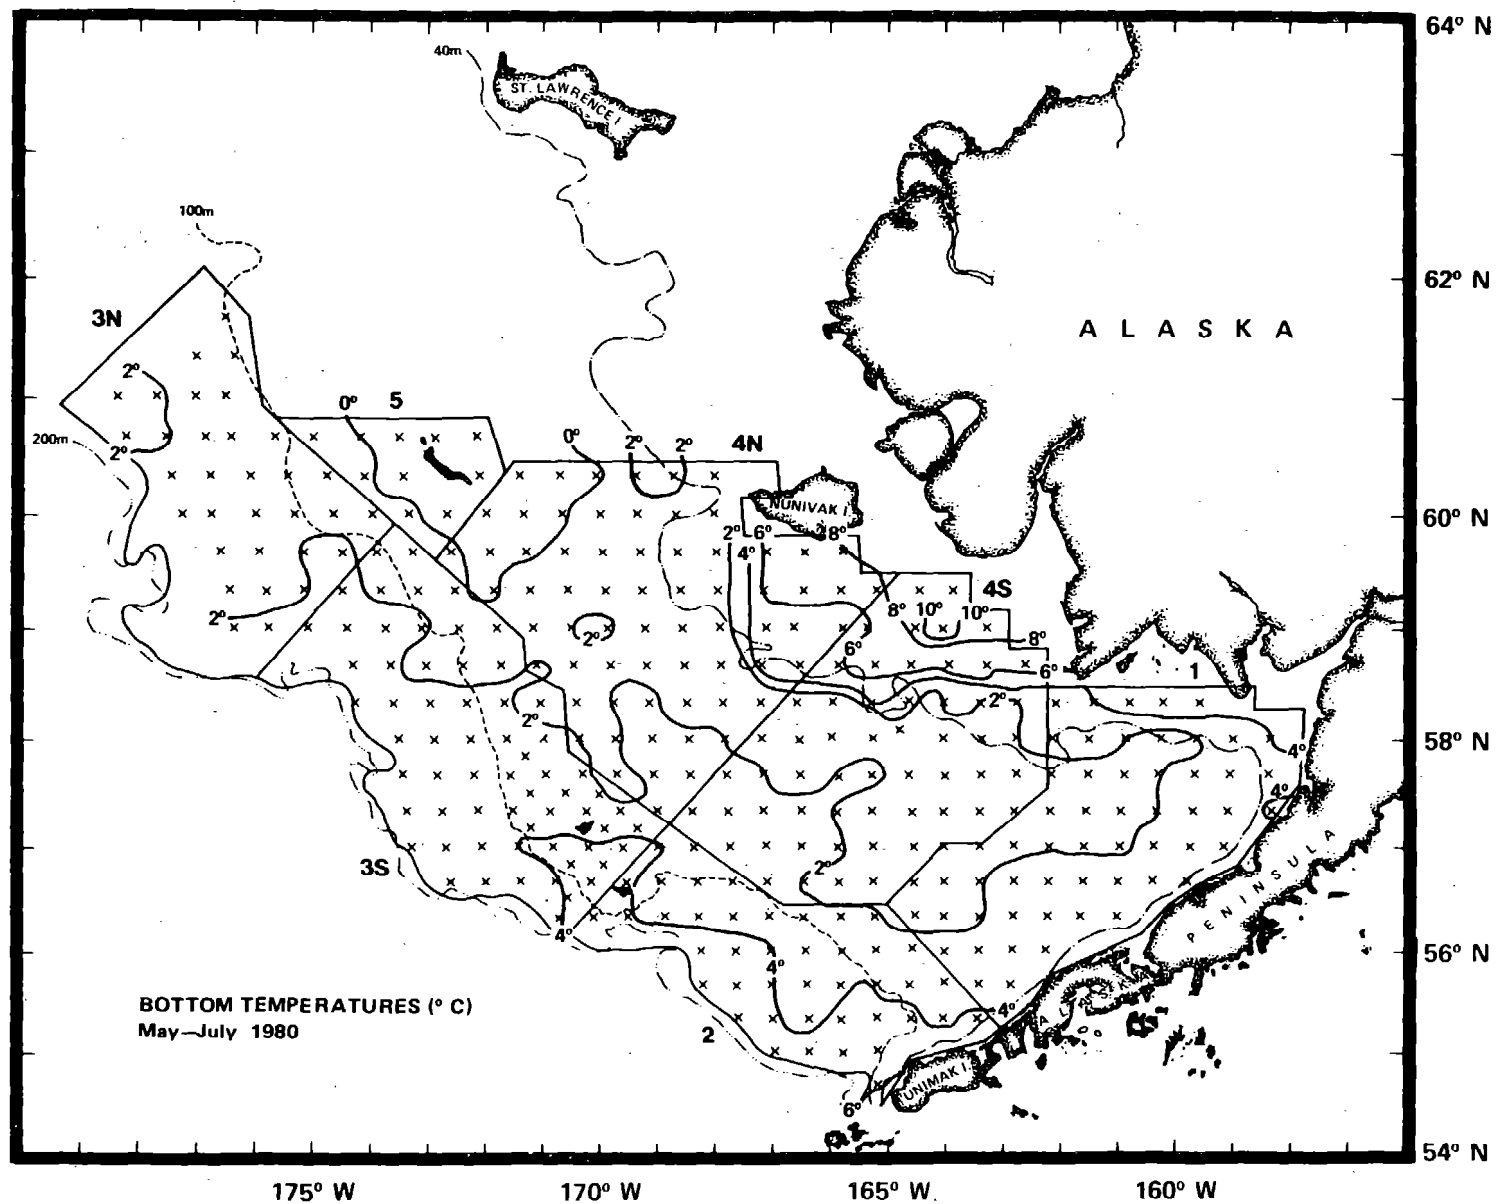 64° N
40m
ST. LAWRENCE I
100m
62° N
3N
ALASKA
2°
0°
5
200m
2°
0°
2°
2°
4N
NUNIVAK I
60° N
2°
6°
8°
4°
4S
8°
10°
10°
2°
2°
6°
8°
6°
1
2°
2°
58° N
4°
4°
3S
2°
PENINSULA
4°
4°
56° N
BOTTOM TEMPERATURES (° C)
May—July 1980
4°
2
UNIMAK I
6°
54° N
175° W
170° W
165° W
160° W